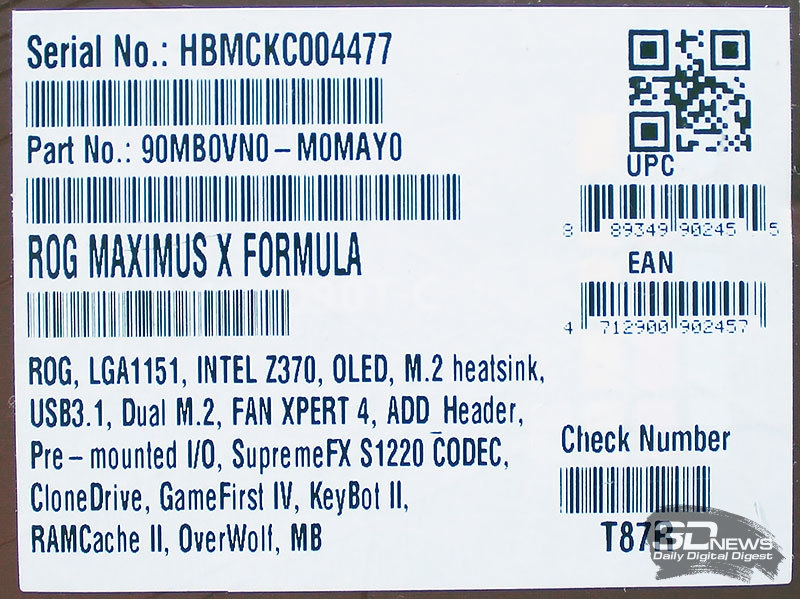 Serial No.: HBMCKC004477
Part No.: 90MB0VN0-M0MAY0
UPC
8 89349 90245 5
ROG MAXIMUS X FORMULA
EAN
4 712900 902457
ROG, LGA1151, INTEL Z370, OLED, M.2 heatsink,
USB3.1, Dual M.2, FAN XPERT 4, ADD_Header,
Pre-mounted I/O, SupremeFX S1220 CODEC,
CloneDrive, GameFirst IV, KeyBot II,
RAMCache II, OverWolf, MB
Check Number
3DNEWS
Daily Digital Digest